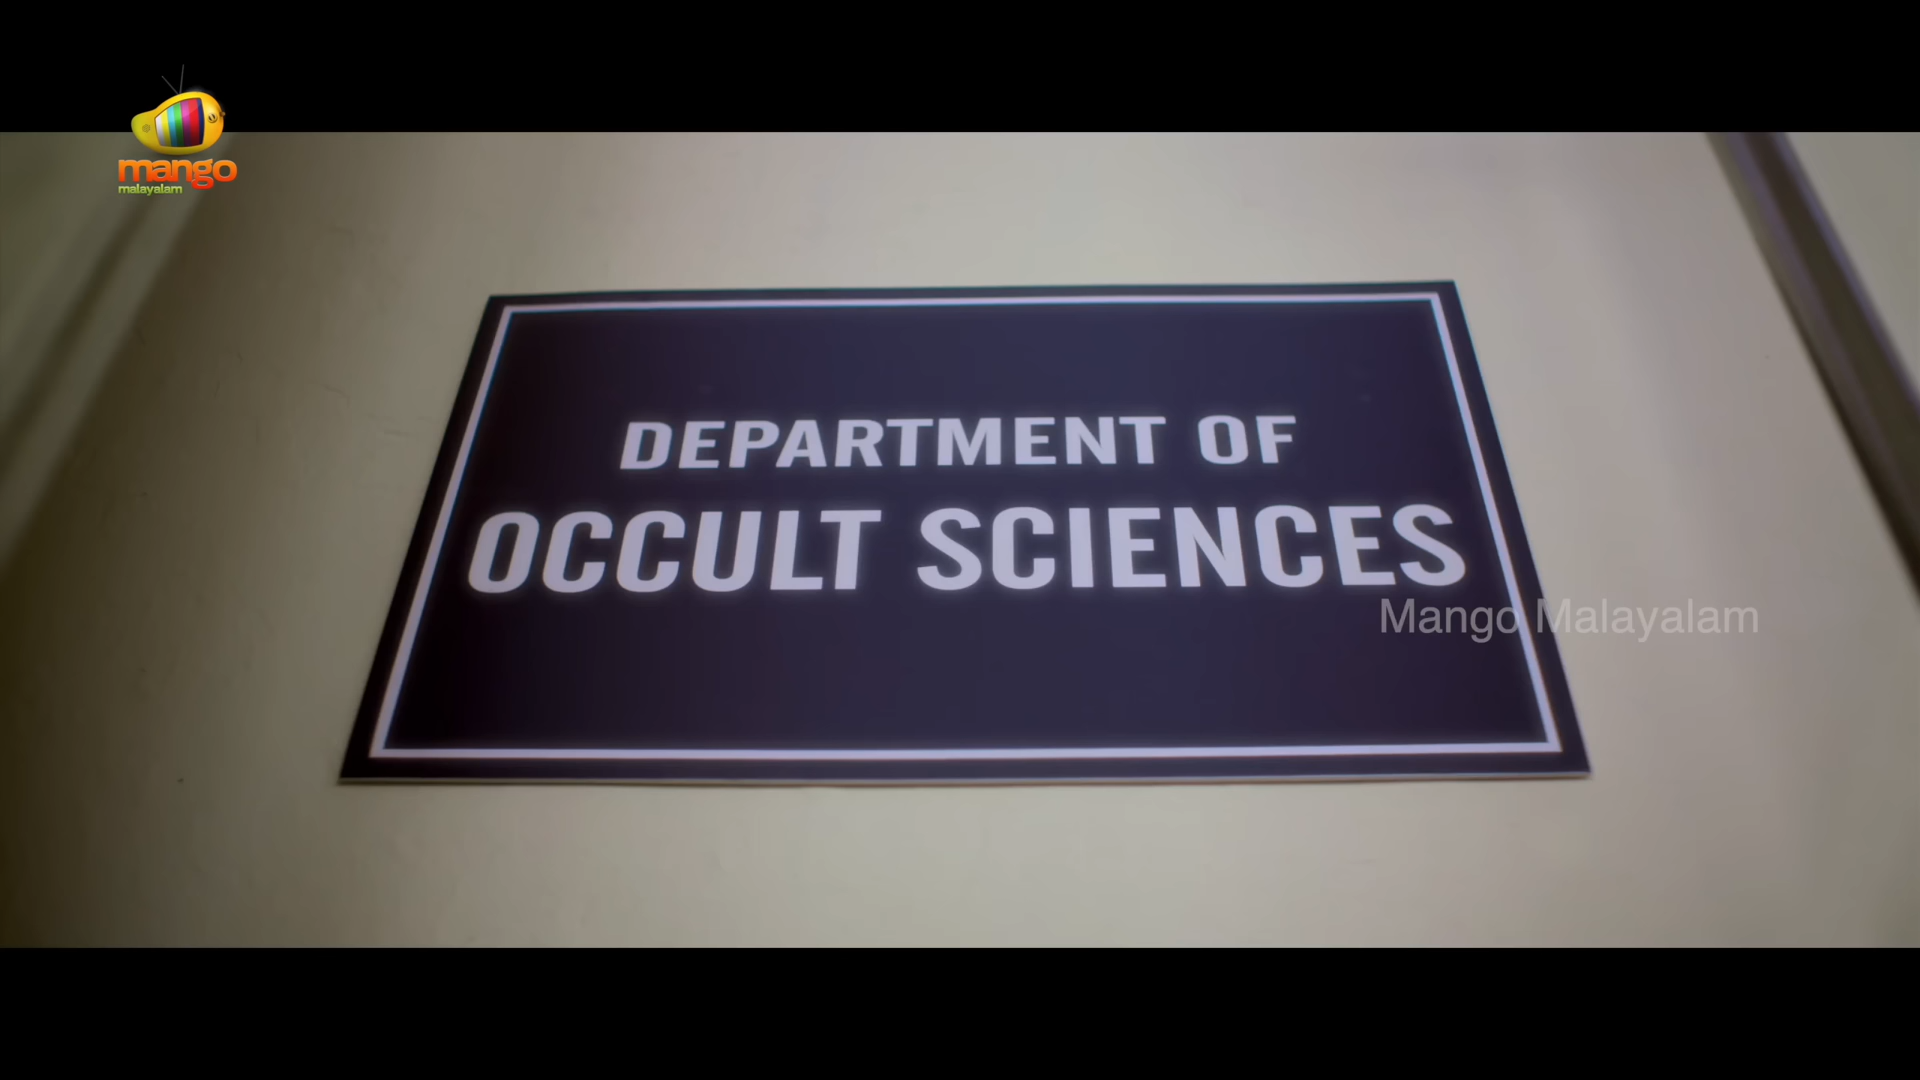 mango
malayalam
DEPARTMENT OF
OCCULT SCIENCES
Mango Malayalam